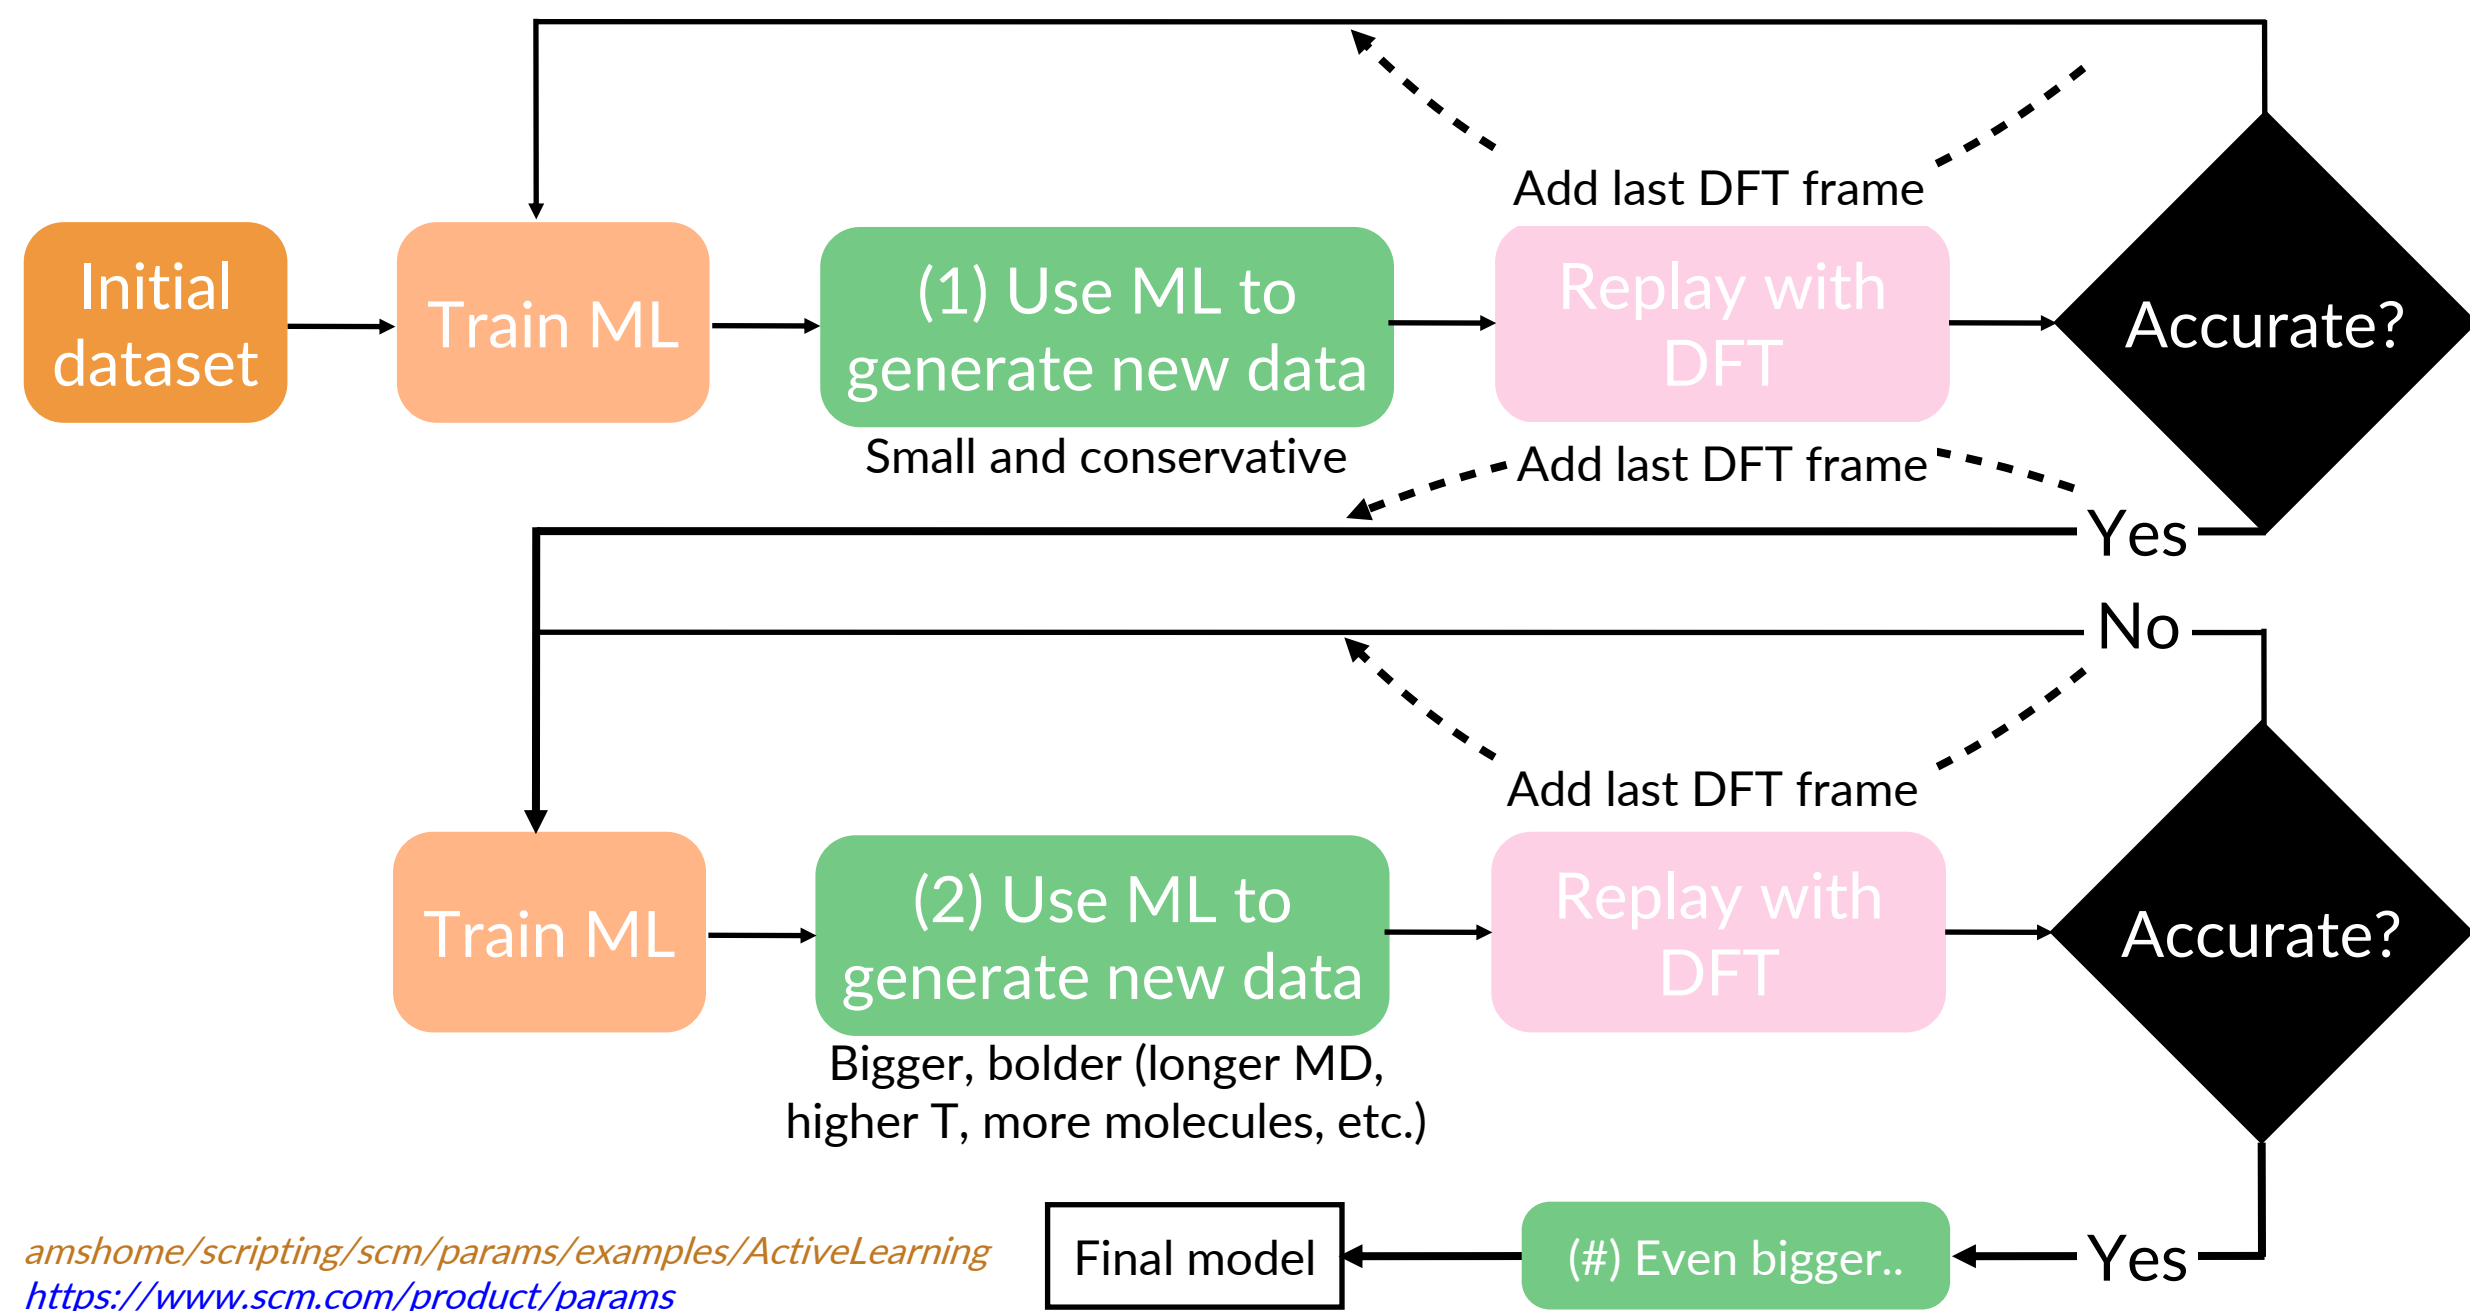 Add last DFT frame
Initial
dataset
Train ML
(1) Use ML to
generate new data
Replay with
DFT
Accurate?
Small and conservative
Add last DFT frame
Yes
No
Add last DFT frame
Train ML
(2) Use ML to
generate new data
Replay with
DFT
Accurate?
Bigger, bolder (longer MD,
higher T, more molecules, etc.)
Final model
(#) Even bigger..
Yes
amshome/scripting/scm/params/examples/ActiveLearning
https://www.scm.com/product/params